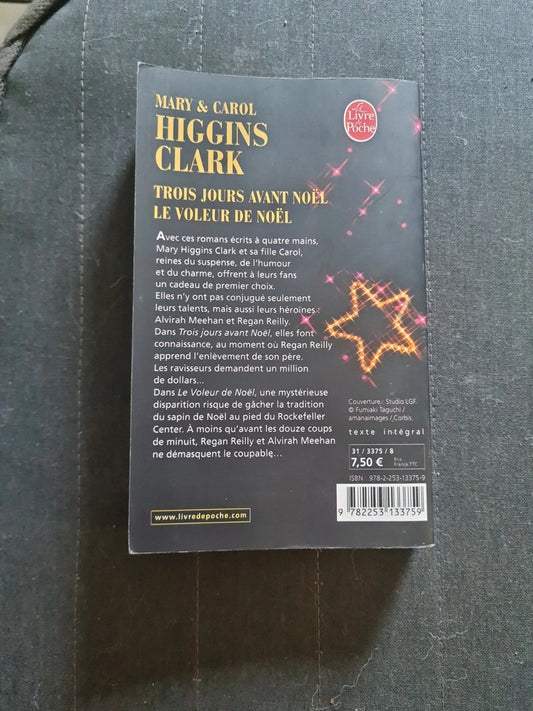 MARY & CAROL
HIGGINS
CLARK
Le
Livre
de
Poche
TROIS JOURS AVANT NOËL
LE VOLEUR DE NOËL
Avec ces romans écrits à quatre mains,
Mary Higgins Clark et sa fille Carol,
reines du suspense, de l'humour
et du charme, offrent à leurs fans
un cadeau de premier choix.
Elles n'y ont pas conjugué seulement
leurs talents, mais aussi leurs héroïnes :
Alvirah Meehan et Regan Reilly.
Dans Trois jours avant Noël, elles font
connaissance, au moment où Regan Reilly
apprend l'enlèvement de son père.
Les ravisseurs demandent un million
de dollars...
Dans Le Voleur de Noël, une mystérieuse
disparition risque de gâcher la tradition
du sapin de Noël au pied du Rockefeller
Center. À moins qu'avant les douze coups
de minuit, Regan Reilly et Alvirah Meehan
ne démasquent le coupable...
Couverture : Studio LGF.
© Fumiaki Taguchi /
amanaimages / Corbis.
texte intégral
31 / 3375 / 8
7,50 € Prix
France TTC
ISBN : 978-2-253-13375-9
9 782253 133759
www.livredepoche.com